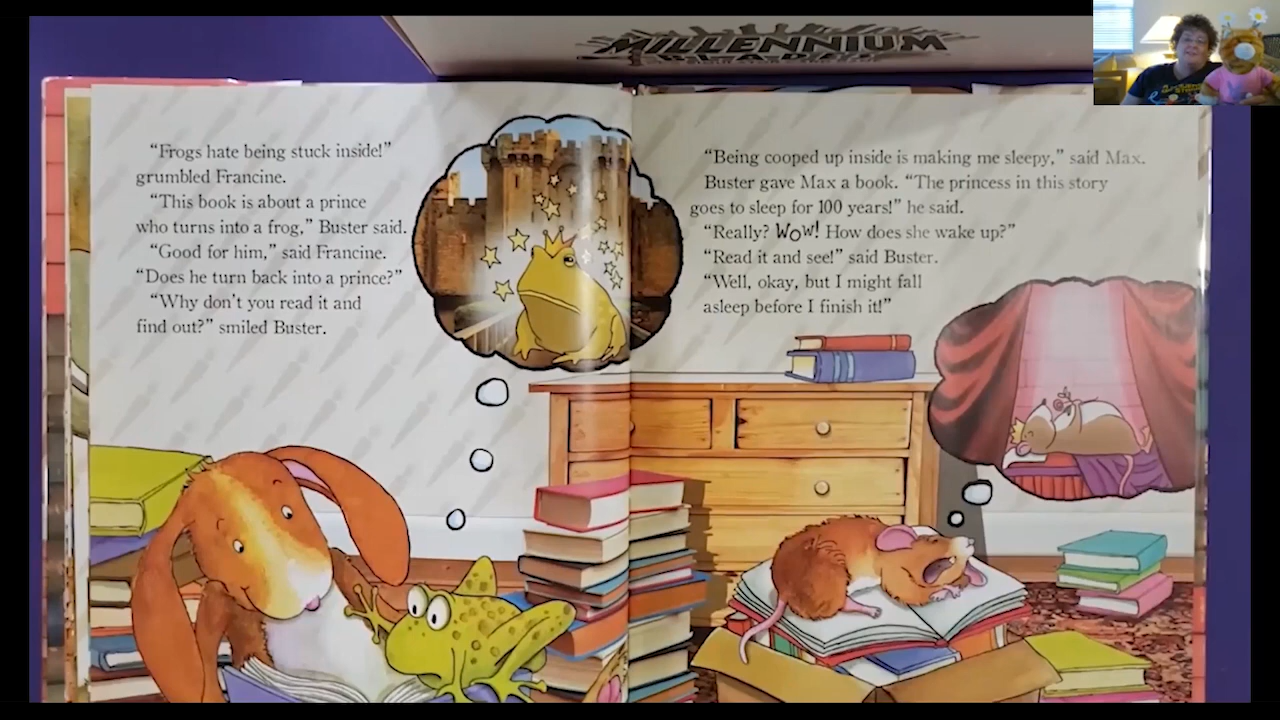 MILLENNIUM
BLADES
"Frogs hate being stuck inside!"
grumbled Francine.
"This book is about a prince
who turns into a frog," Buster said.
"Good for him," said Francine.
"Does he turn back into a prince?"
"Why don't you read it and
find out?" smiled Buster.
"Being cooped up inside is making me sleepy," said Max.
Buster gave Max a book. "The princess in this story
goes to sleep for 100 years!" he said.
"Really? Wow! How does she wake up?"
"Read it and see!" said Buster.
"Well, okay, but I might fall
asleep before I finish it!"